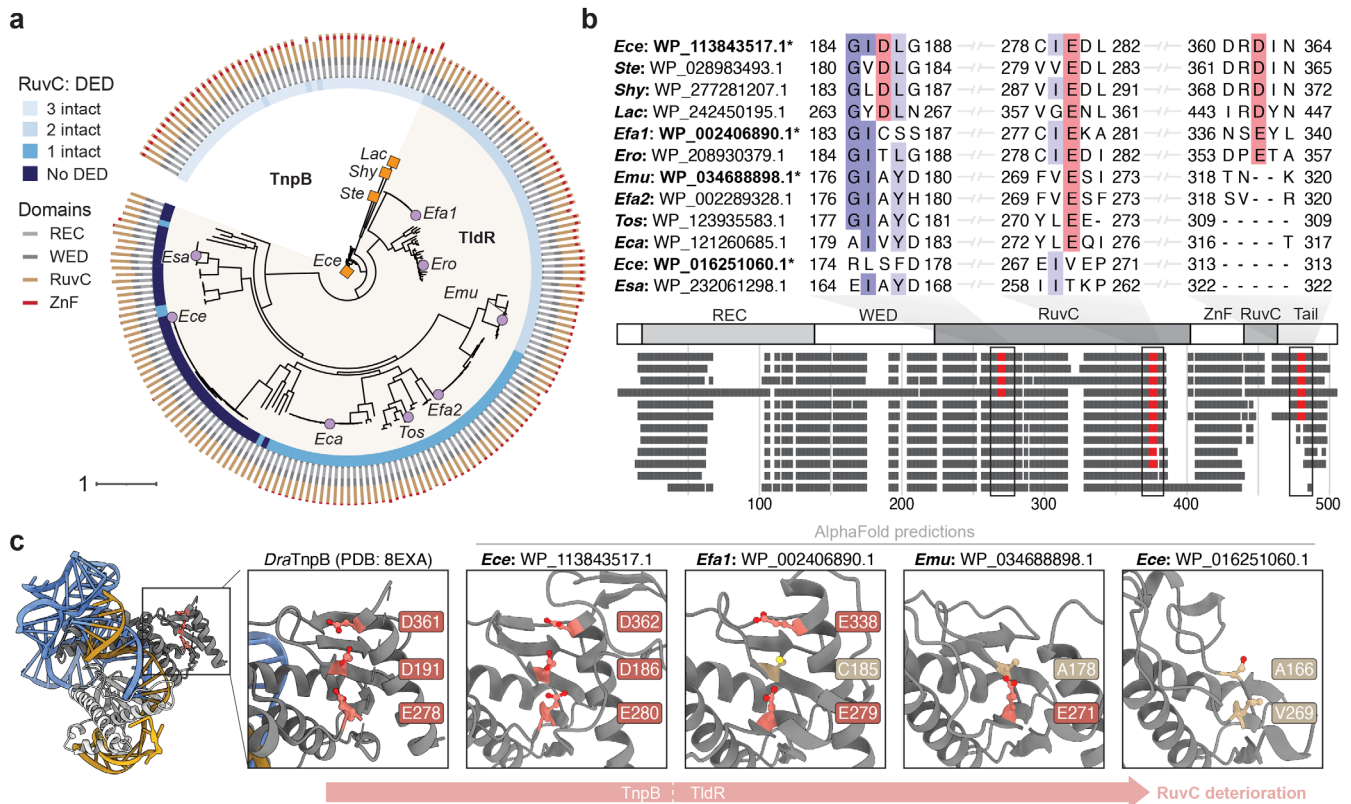 a
RuvC: DED
3 intact
2 intact
1 intact
No DED
Domains
REC
WED
RuvC
ZnF
TnpB
TldR
Lac
Shy
Ste
Efa1
Ece
Ero
Esa
Emu
Ece
Efa2
Tos
Eca
1
b
Ece: WP_113843517.1* 184 G I D L G 188 278 C I E D L 282 360 D R D I N 364
Ste: WP_028983493.1 180 G V D L G 184 279 V V E D L 283 361 D R D I N 365
Shy: WP_277281207.1 183 G L D L G 187 287 V I E D L 291 368 D R D I N 372
Lac: WP_242450195.1 263 G Y D L N 267 357 V G E N L 361 443 I R D Y N 447
Efa1: WP_002406890.1* 183 G I C S S 187 277 C I E K A 281 336 N S E Y L 340
Ero: WP_208930379.1 184 G I T L G 188 278 C I E D I 282 353 D P E T A 357
Emu: WP_034688898.1* 176 G I A Y D 180 269 F V E S I 273 318 T N - - K 320
Efa2: WP_0022289328.1 176 G I A Y H 180 269 F V E S F 273 318 S V - - R 320
Tos: WP_123935583.1 177 G I A Y C 181 270 Y L E E - 273 309 - - - - - 309
Eca: WP_121260685.1 179 A I V Y D 183 272 Y L E Q I 276 316 - - - - T 317
Ece: WP_016251060.1* 174 R L S F D 178 267 E I V E P 271 313 - - - - - 313
Esa: WP_232061298.1 164 E I A Y D 168 258 I I T K P 262 322 - - - - - 322
REC WED RuvC ZnF RuvC Tail
100 200 300 400 500
c
AlphaFold predictions
DraTnpB (PDB: 8EXA)
D361
D191
E278
Ece: WP_113843517.1
D362
D186
E280
Efa1: WP_002406890.1
E338
C185
E279
Emu: WP_034688898.1
A178
E271
Ece: WP_016251060.1
A166
V269
TnpB TldR RuvC deterioration